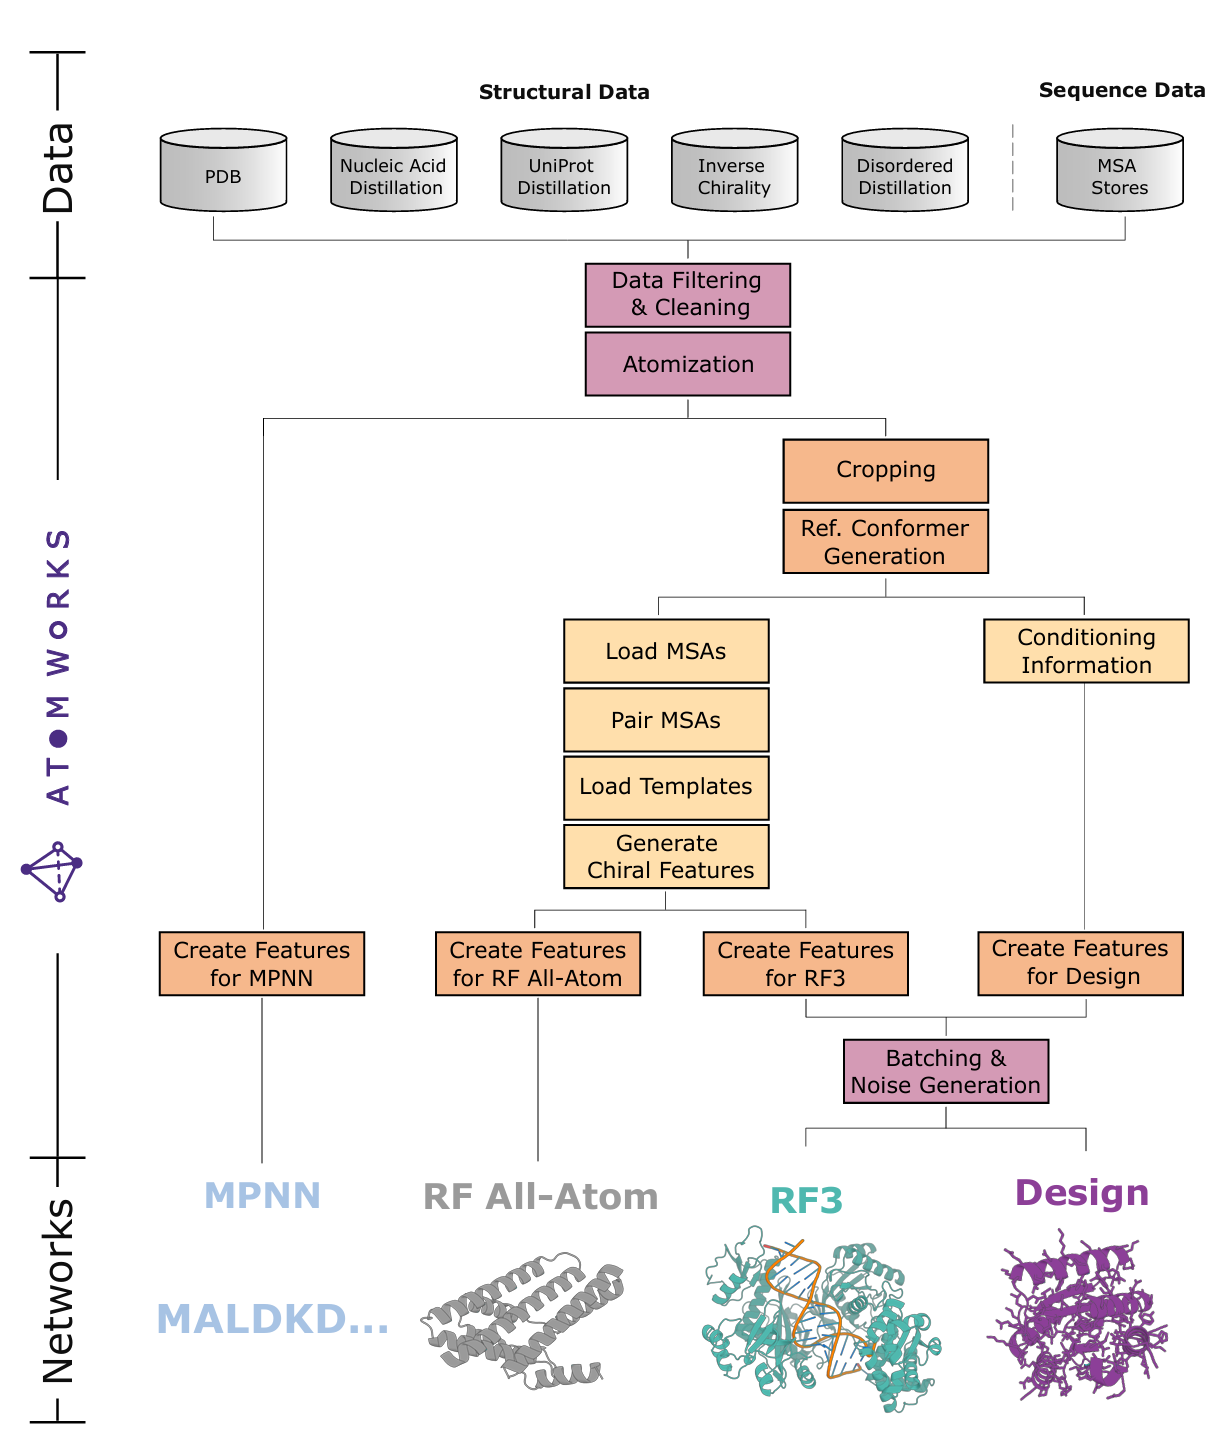 Structural Data
Sequence Data
Data
PDB
Nucleic Acid
Distillation
UniProt
Distillation
Inverse
Chirality
Disordered
Distillation
MSA
Stores
Data Filtering
& Cleaning
Atomization
Cropping
Ref. Conformer
Generation
ATOMWORKS
Load MSAs
Pair MSAs
Load Templates
Generate
Chiral Features
Conditioning
Information
Create Features
for MPNN
Create Features
for RF All-Atom
Create Features
for RF3
Create Features
for Design
Batching &
Noise Generation
Networks
MPNN
RF All-Atom
RF3
Design
MALDKD...